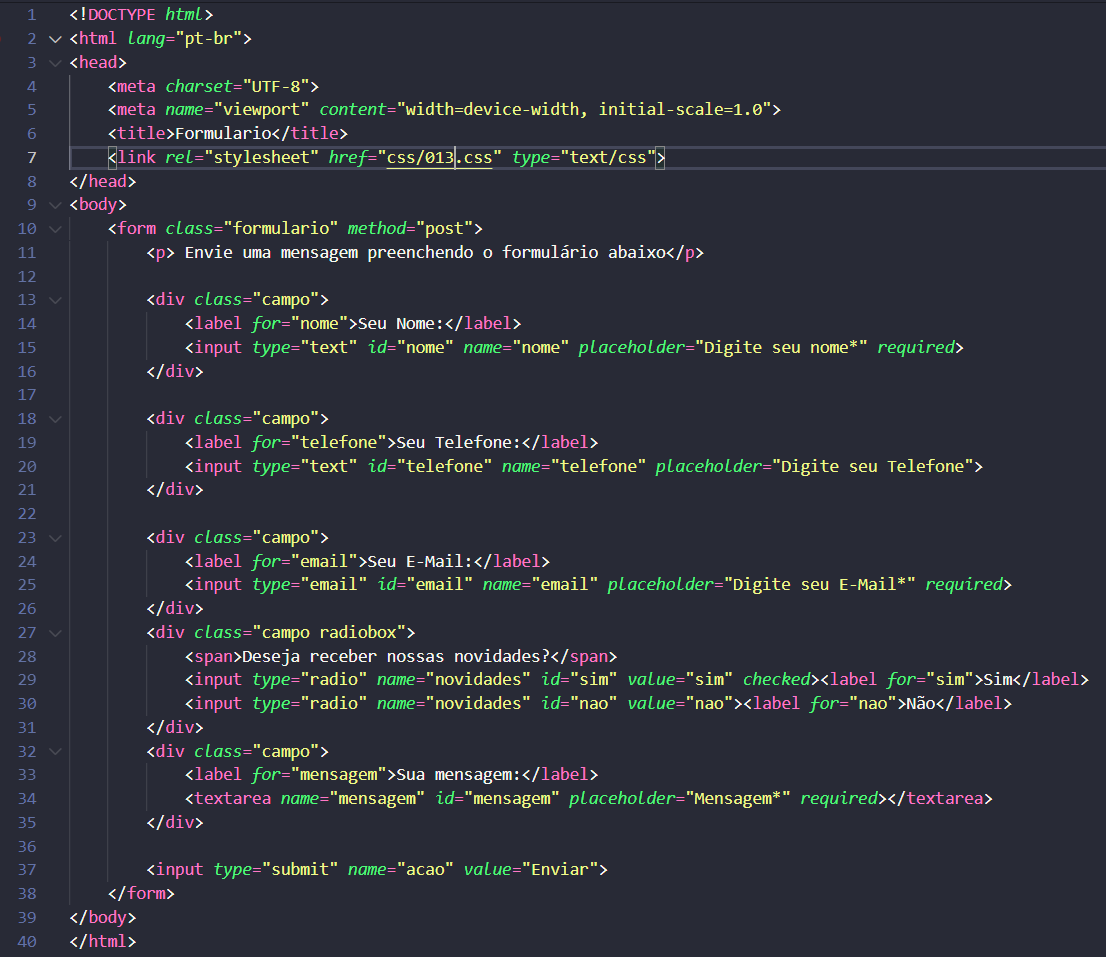 1 <!DOCTYPE html>
2 <html lang="pt-br">
3 <head>
4     <meta charset="UTF-8">
5     <meta name="viewport" content="width=device-width, initial-scale=1.0">
6     <title>Formulario</title>
7     <link rel="stylesheet" href="css/013.css" type="text/css">
8 </head>
9 <body>
10     <form class="formulario" method="post">
11         <p> Envie uma mensagem preenchendo o formulário abaixo</p>
12
13         <div class="campo">
14             <label for="nome">Seu Nome:</label>
15             <input type="text" id="nome" name="nome" placeholder="Digite seu nome*" required>
16         </div>
17
18         <div class="campo">
19             <label for="telefone">Seu Telefone:</label>
20             <input type="text" id="telefone" name="telefone" placeholder="Digite seu Telefone">
21         </div>
22
23         <div class="campo">
24             <label for="email">Seu E-Mail:</label>
25             <input type="email" id="email" name="email" placeholder="Digite seu E-Mail*" required>
26         </div>
27         <div class="campo radiobox">
28             <span>Deseja receber nossas novidades?</span>
29             <input type="radio" name="novidades" id="sim" value="sim" checked><label for="sim">Sim</label>
30             <input type="radio" name="novidades" id="nao" value="nao"><label for="nao">Não</label>
31         </div>
32         <div class="campo">
33             <label for="mensagem">Sua mensagem:</label>
34             <textarea name="mensagem" id="mensagem" placeholder="Mensagem*" required></textarea>
35         </div>
36
37         <input type="submit" name="acao" value="Enviar">
38     </form>
39 </body>
40 </html>